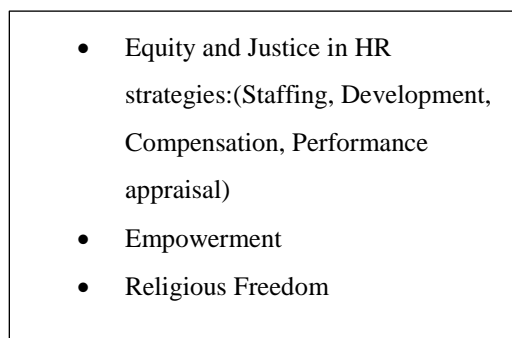 • Equity and Justice in HR
strategies:(Staffing, Development,
Compensation, Performance
appraisal)
• Empowerment
• Religious Freedom